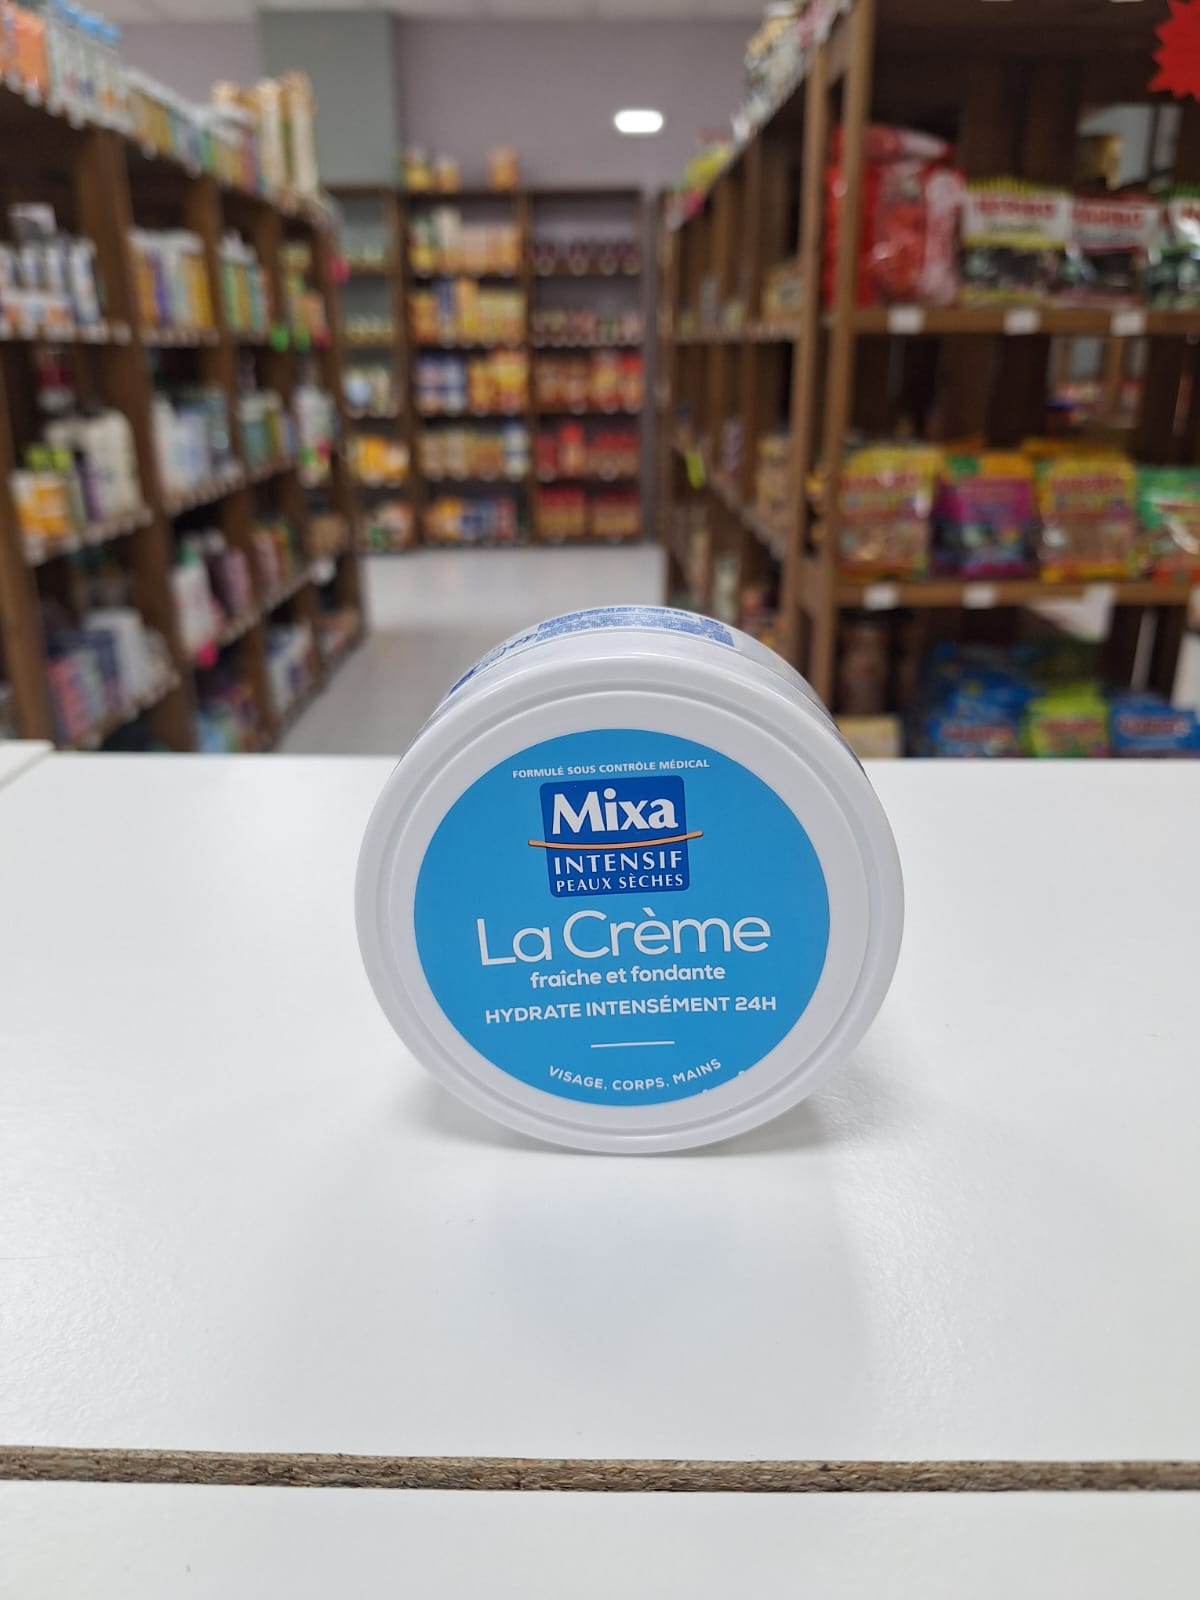 FORMULÉ SOUS CONTRÔLE MÉDICAL
Mixa
INTENSIF
PEAUX SÈCHES
La Crème
fraîche et fondante
HYDRATE INTENSÉMENT 24H
VISAGE, CORPS, MAINS